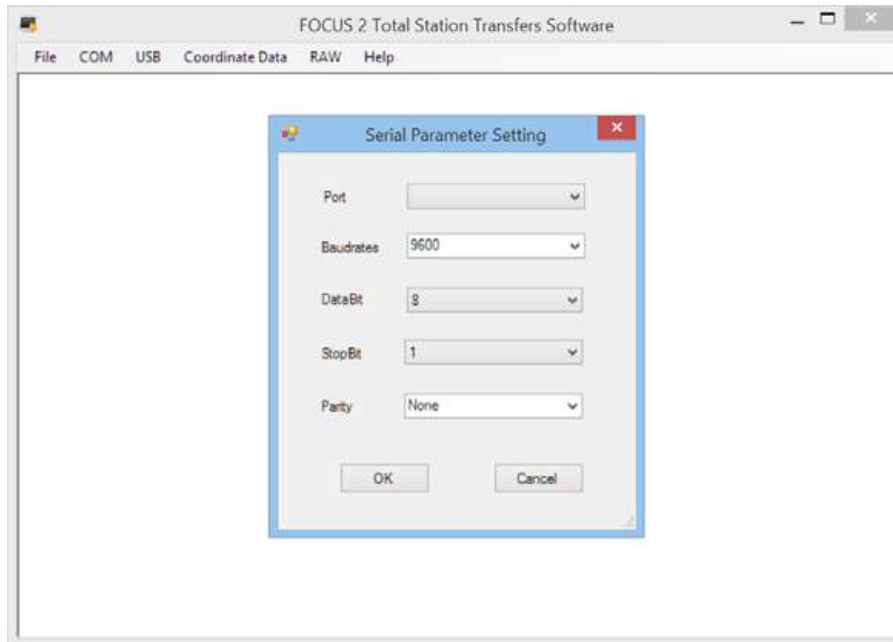 FOCUS 2 Total Station Transfers Software
File COM USB Coordinate Data RAW Help
Serial Parameter Setting
Port
Baudrates 9600
DataBit 8
StopBit 1
Parity None
OK Cancel